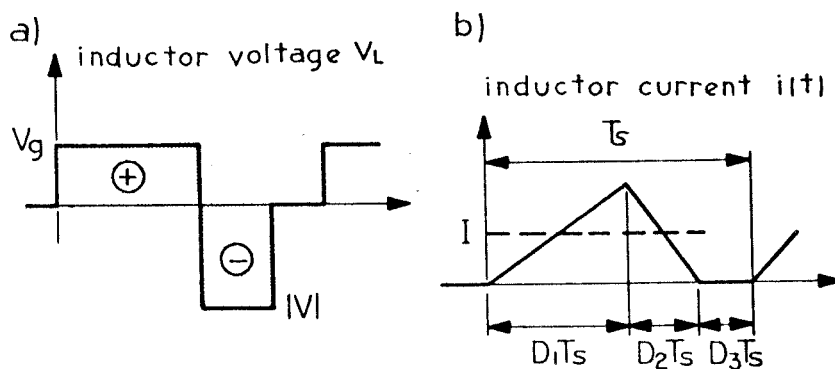 a)
inductor voltage VL
Vg
+
−
|V|
b)
inductor current i(t)
Ts
I
D1Ts D2Ts D3Ts